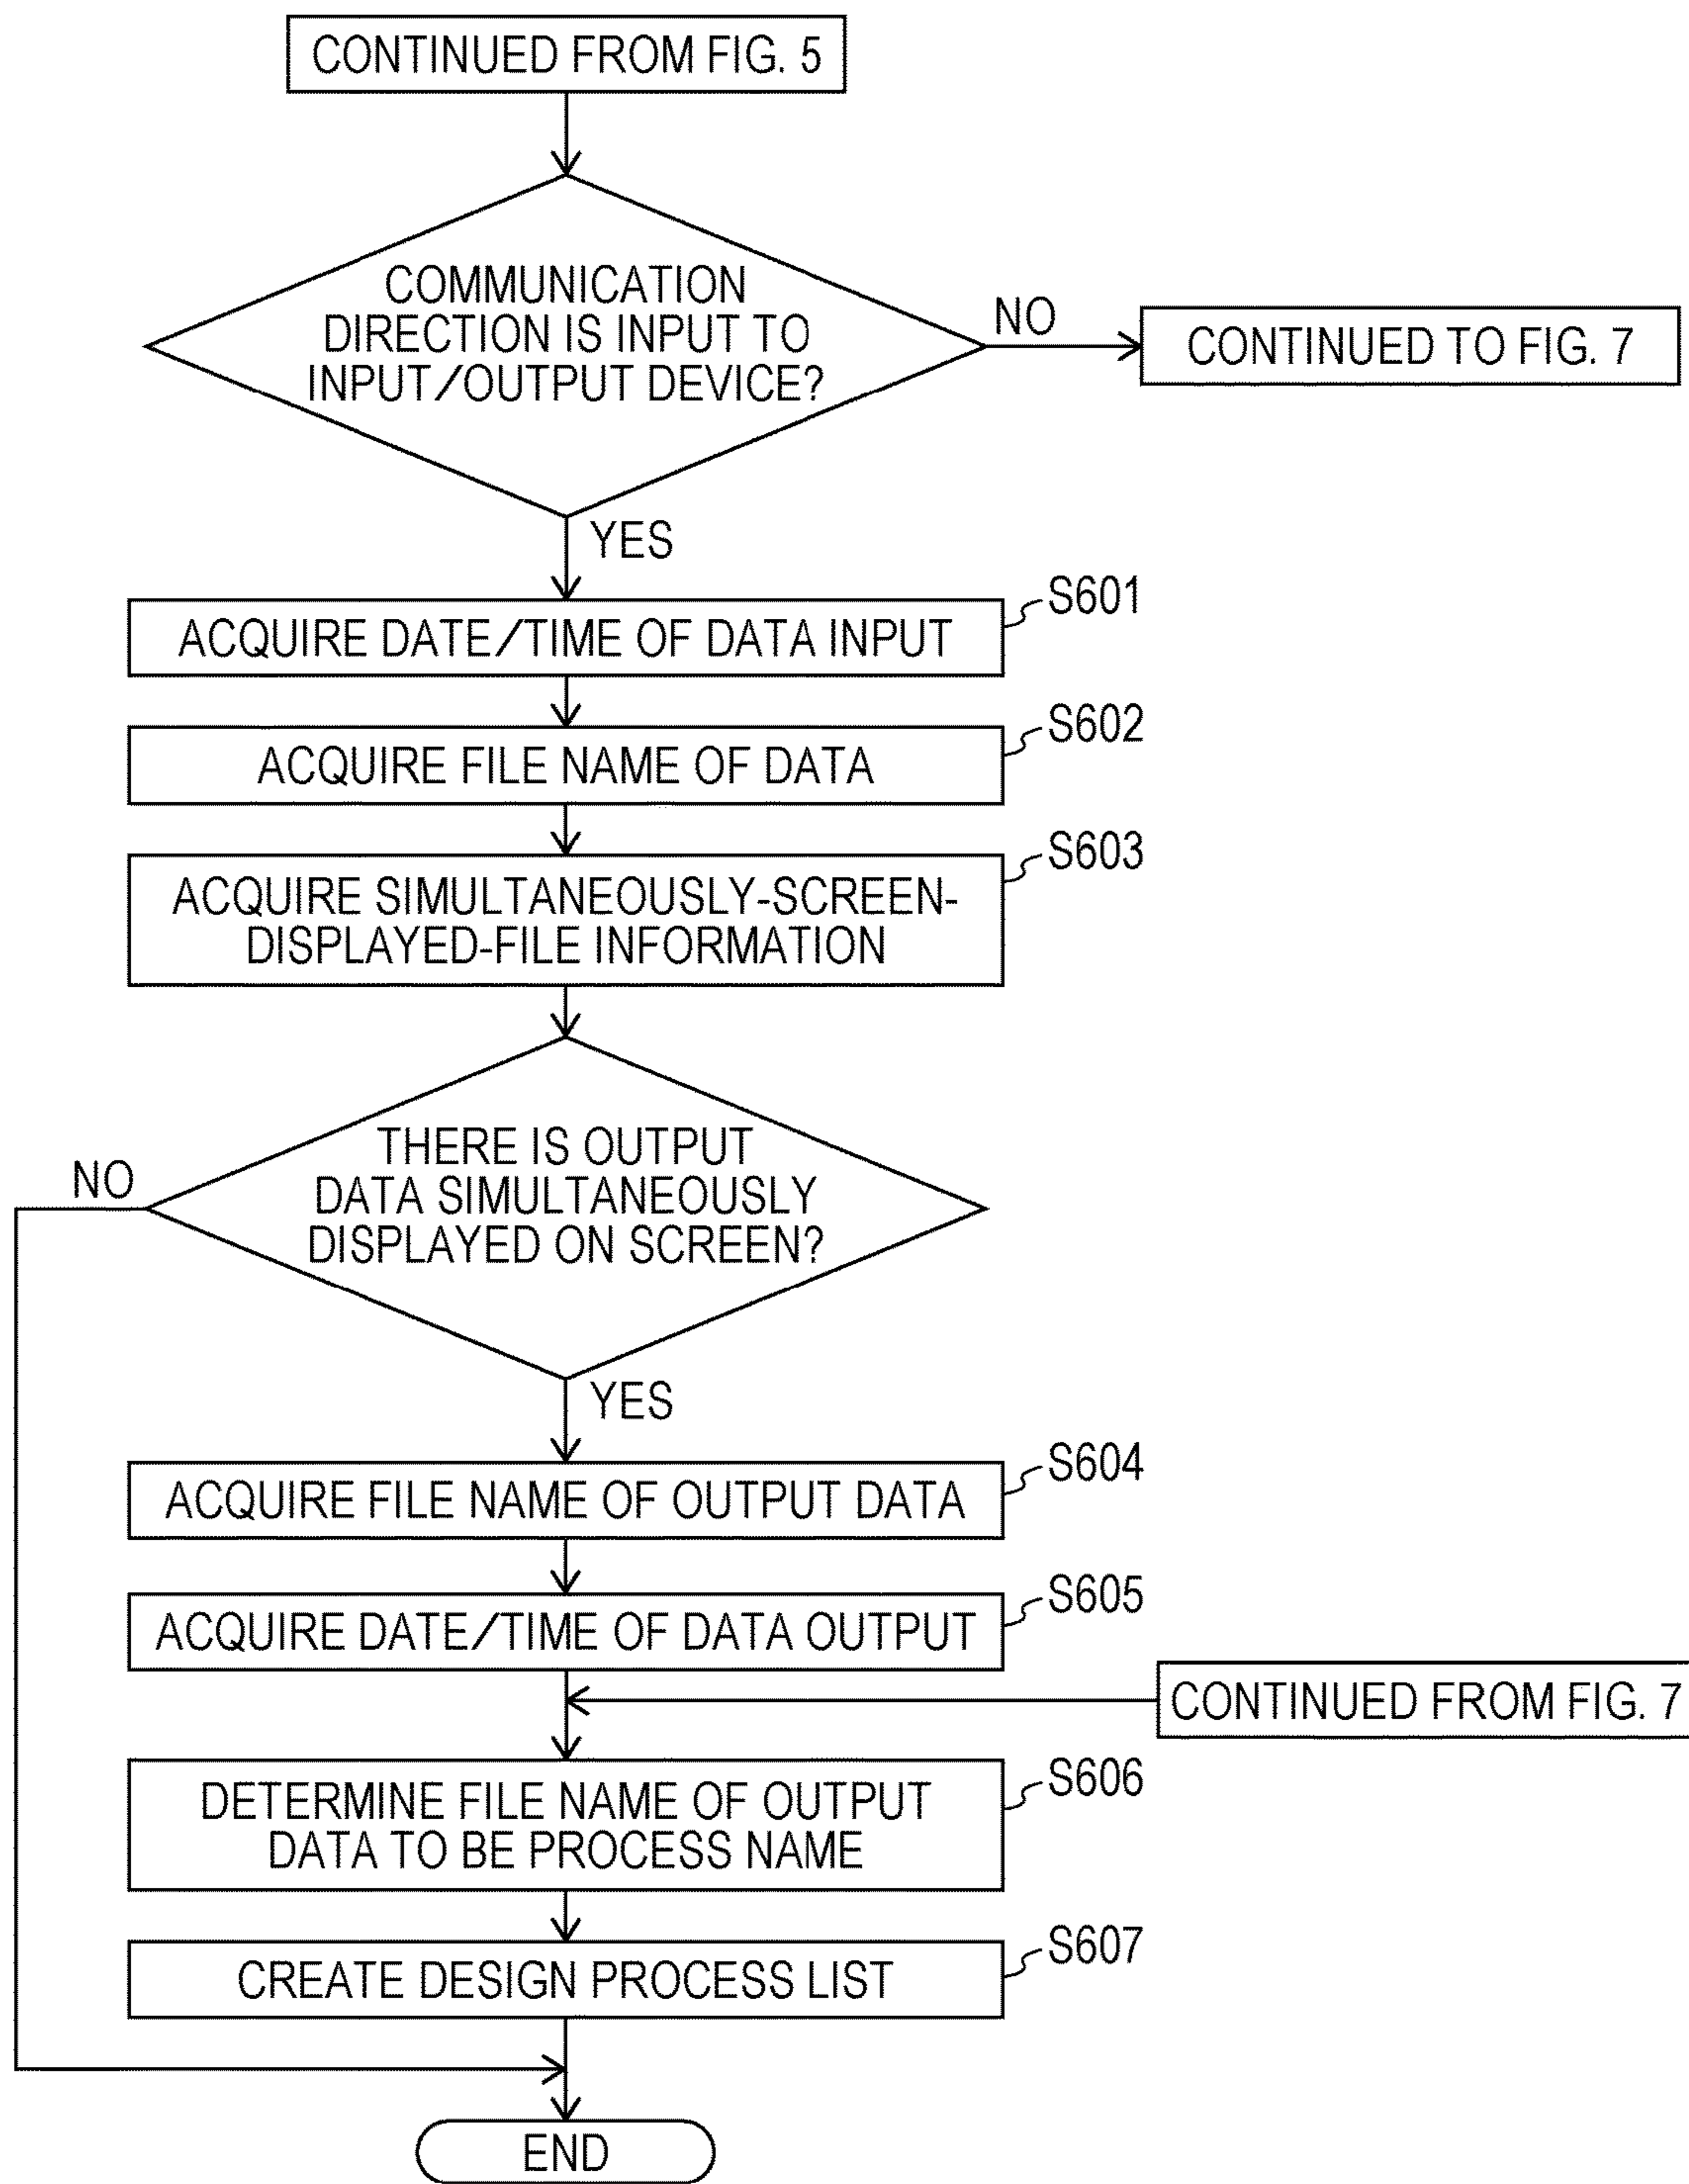 CONTINUED FROM FIG. 5
COMMUNICATION
DIRECTION IS INPUT TO
INPUT/OUTPUT DEVICE?
NO
CONTINUED TO FIG. 7
YES
S601
ACQUIRE DATE/TIME OF DATA INPUT
S602
ACQUIRE FILE NAME OF DATA
S603
ACQUIRE SIMULTANEOUSLY-SCREEN-
DISPLAYED-FILE INFORMATION
THERE IS OUTPUT
DATA SIMULTANEOUSLY
DISPLAYED ON SCREEN?
NO
YES
S604
ACQUIRE FILE NAME OF OUTPUT DATA
S605
ACQUIRE DATE/TIME OF DATA OUTPUT
CONTINUED FROM FIG. 7
S606
DETERMINE FILE NAME OF OUTPUT
DATA TO BE PROCESS NAME
S607
CREATE DESIGN PROCESS LIST
END